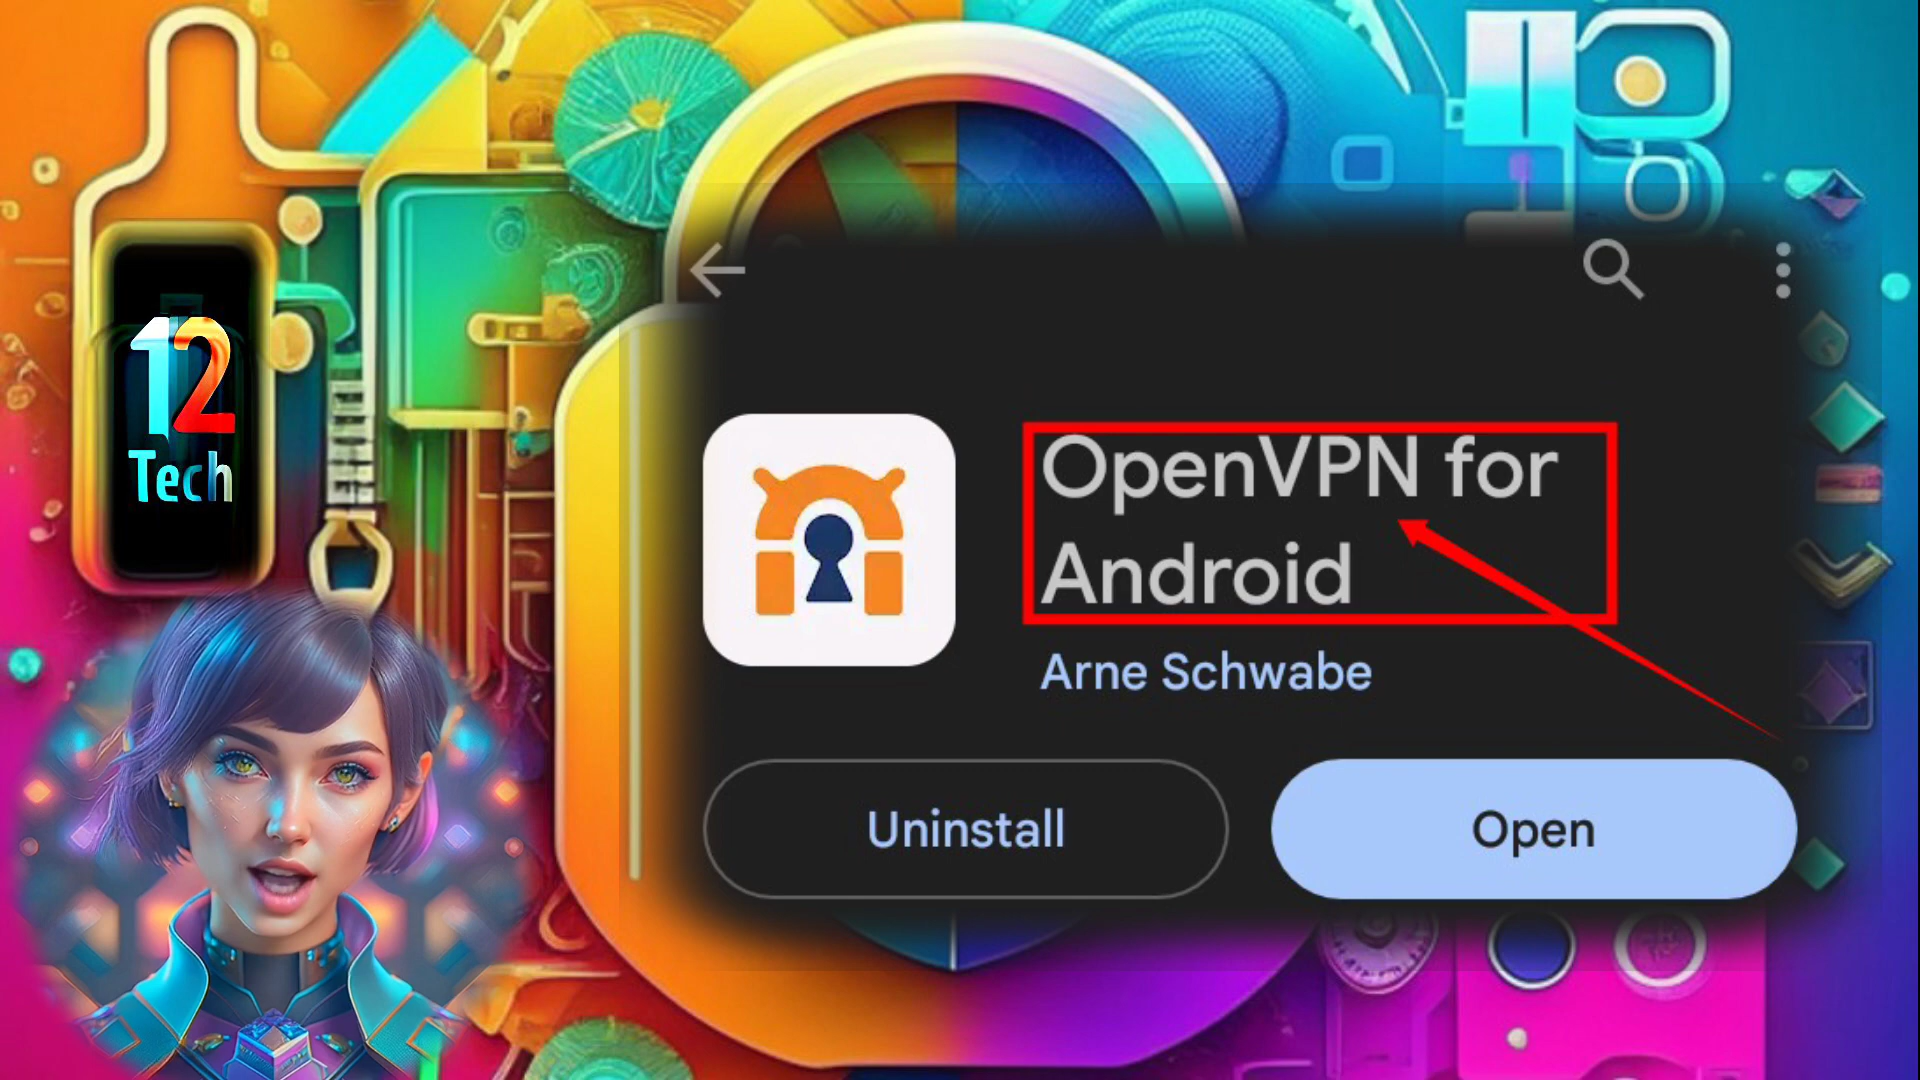 12
Tech
OpenVPN for
Android
Arne Schwabe
Uninstall
Open